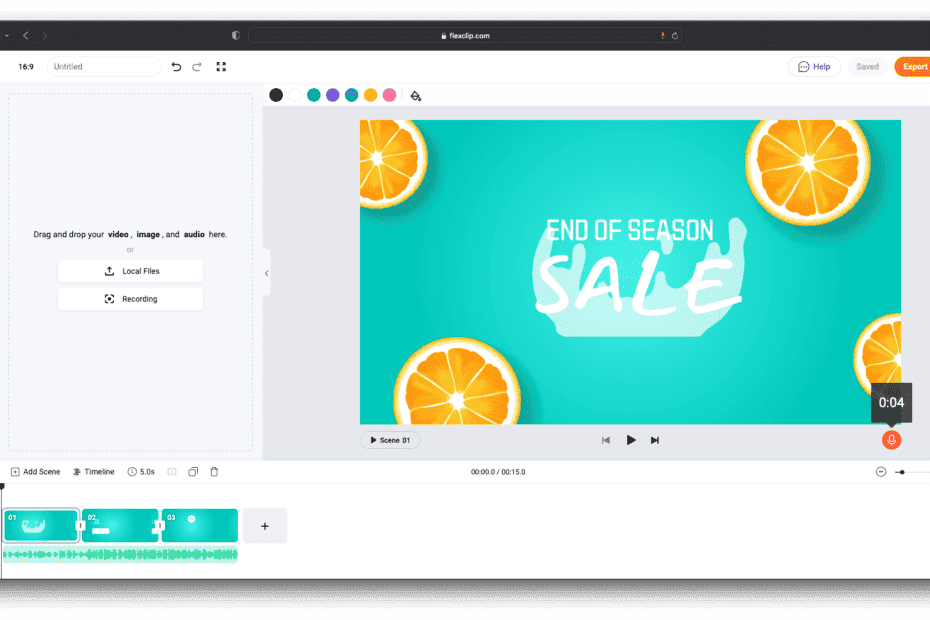 flexclip.com
16:9 Untitled Help Saved Export
END OF SEASON
SALE
Drag and drop your video, image, and audio here.
or
Local Files
Recording
0:04
Scene 01
Add Scene Timeline 5.0s 00:00.0 / 00:15.0
01 02 03
+